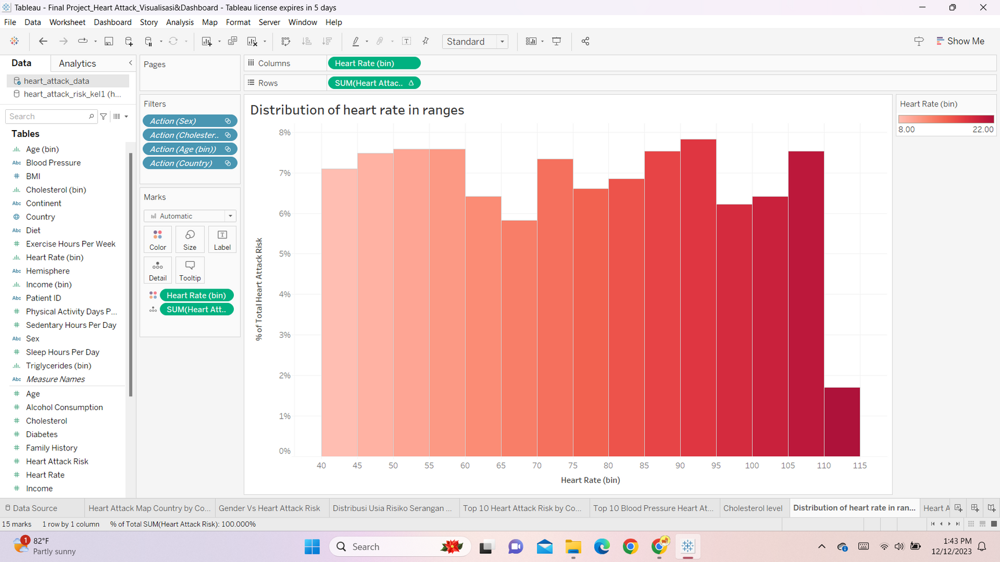 Tableau - Final Project_Heart Attack_Visualisasi&Dashboard - Tableau license expires in 5 days
File Data Worksheet Dashboard Story Analysis Map Format Server Window Help
Standard
Show Me
Data Analytics
heart_attack_data
heart_attack_risk_kel1 (h...
Search
Tables
Age (bin)
Abc Blood Pressure
BMI
Cholesterol (bin)
Abc Continent
Country
Abc Diet
Exercise Hours Per Week
Heart Rate (bin)
Abc Hemisphere
Income (bin)
Abc Patient ID
Physical Activity Days P...
Sedentary Hours Per Day
Abc Sex
Sleep Hours Per Day
Triglycerides (bin)
Abc Measure Names
Age
Alcohol Consumption
Cholesterol
Diabetes
Family History
Heart Attack Risk
Heart Rate
Income
Pages
Filters
Action (Sex)
Action (Cholester..
Action (Age (bin))
Action (Country)
Marks
Automatic
Color Size Label
Detail Tooltip
Heart Rate (bin)
SUM(Heart Att..
Columns Heart Rate (bin)
Rows SUM(Heart Attac.. Δ
Distribution of heart rate in ranges
8%
7%
6%
5%
4%
3%
2%
1%
0%
% of Total Heart Attack Risk
40 45 50 55 60 65 70 75 80 85 90 95 100 105 110 115
Heart Rate (bin)
Heart Rate (bin)
8.00 22.00
Data Source Heart Attack Map Country by Co... Gender Vs Heart Attack Risk Distribusi Usia Risiko Serangan ... Top 10 Heart Attack Risk by Co... Top 10 Blood Pressure Heart At... Cholesterol level Distribution of heart rate in ran... Heart A
15 marks 1 row by 1 column % of Total SUM(Heart Attack Risk): 100.000%
1
82°F
Partly sunny
Search
1:43 PM
12/12/2023